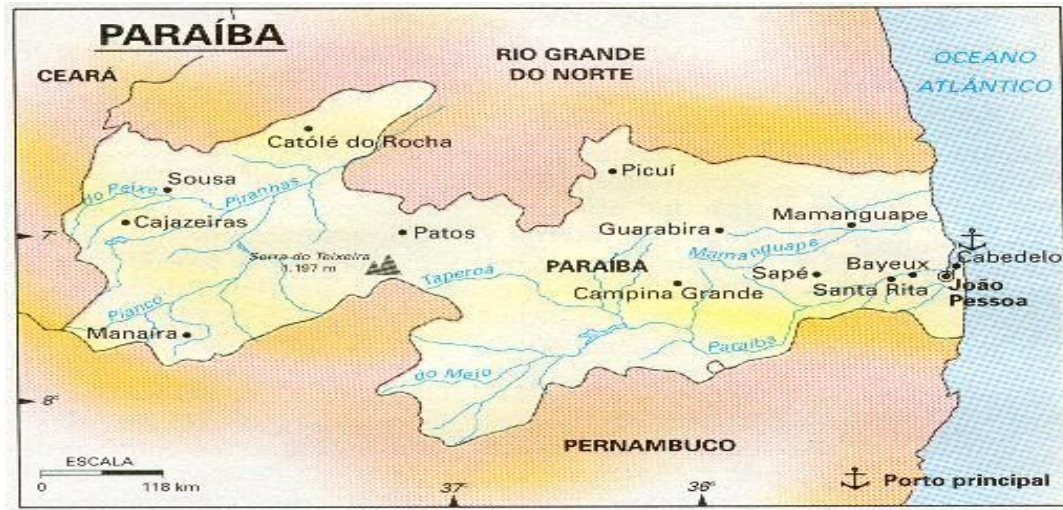 PARAÍBA
CEARÁ
RIO GRANDE
DO NORTE
OCEANO
ATLÁNTICO
Católé do Rocha
Picuí
Sousa
do Peixe
Piranhas
Cajazeiras
Patos
Guarabira
Mamanguape
Mamanguape
7°
Serra do Teixeira
1.197 m
Taperoá
PARAÍBA
Campina Grande
Sapé
Bayeux
Santa Rita
Cabedelo
João
Pessoa
Piancó
Manaíra
Paraíba
do Meio
8°
PERNAMBUCO
ESCALA
0 118 km
37°
36°
Porto principal